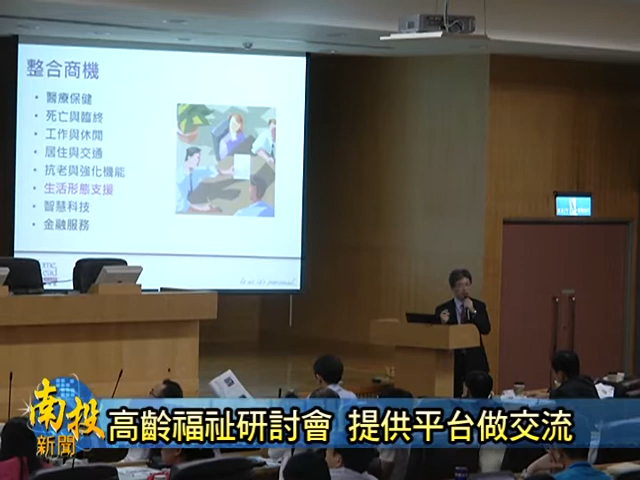 整合商機
• 醫療保健
• 死亡與臨終
• 工作與休閒
• 居住與交通
• 抗老與強化機能
• 生活形態支援
• 智慧科技
• 金融服務
南投
新聞
高齡福祉研討會 提供平台做交流